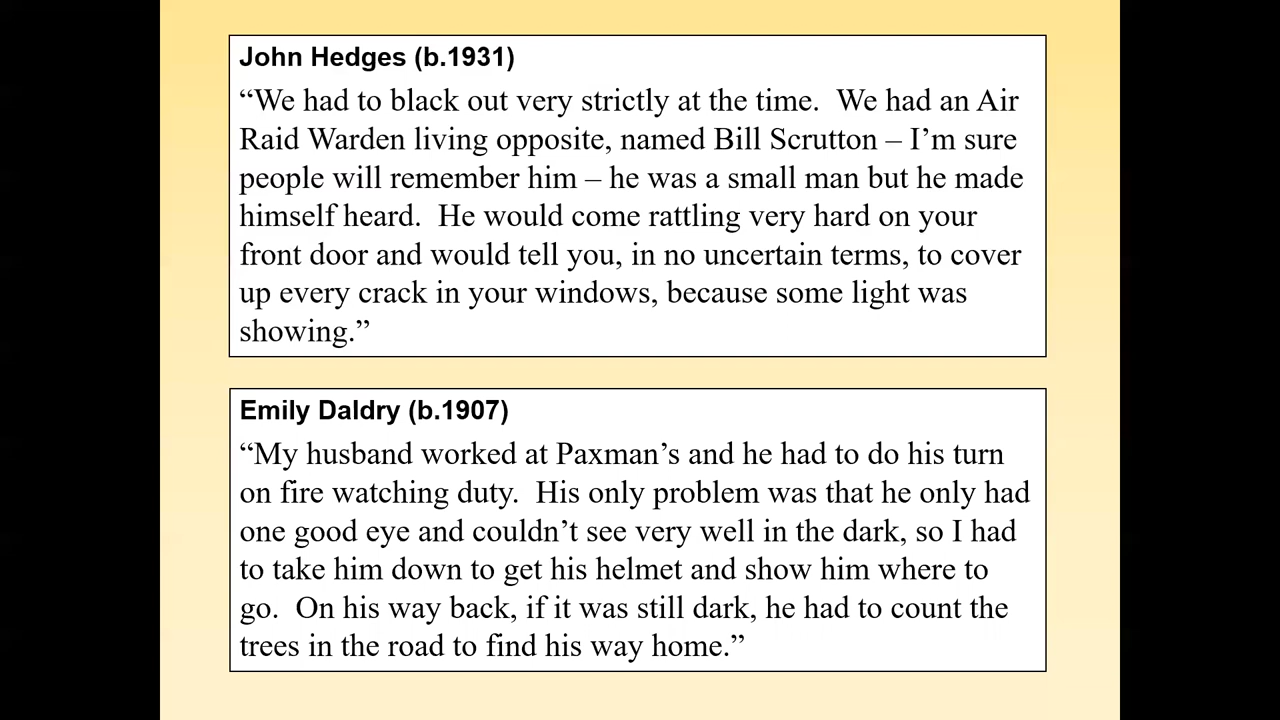 John Hedges (b.1931)
“We had to black out very strictly at the time.  We had an Air
Raid Warden living opposite, named Bill Scrutton – I’m sure
people will remember him – he was a small man but he made
himself heard.  He would come rattling very hard on your
front door and would tell you, in no uncertain terms, to cover
up every crack in your windows, because some light was
showing.”
Emily Daldry (b.1907)
“My husband worked at Paxman’s and he had to do his turn
on fire watching duty.  His only problem was that he only had
one good eye and couldn’t see very well in the dark, so I had
to take him down to get his helmet and show him where to
go.  On his way back, if it was still dark, he had to count the
trees in the road to find his way home.”